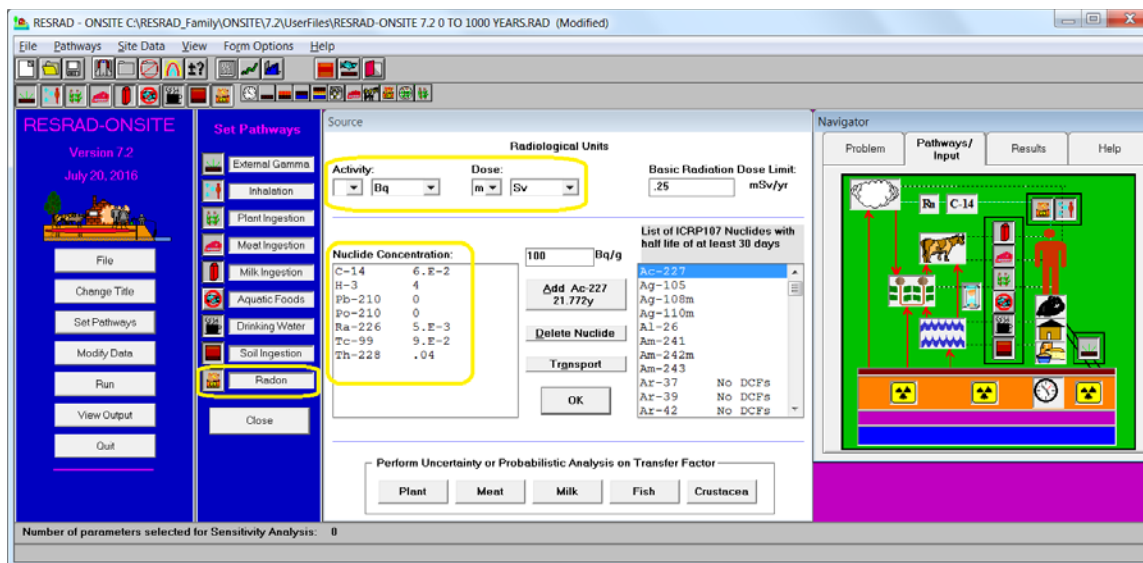 RESRAD - ONSITE C:\RESRAD_Family\ONSITE\7.2\UserFiles\RESRAD-ONSITE 7.2 0 TO 1000 YEARS.RAD (Modified)
File Pathways Site Data View Form Options Help
±?
RESRAD-ONSITE
Version 7.2
July 20, 2016
File
Change Title
Set Pathways
Modify Data
Run
View Output
Quit
Set Pathways
External Gamma
Inhalation
Plant Ingestion
Meat Ingestion
Milk Ingestion
Aquatic Foods
Drinking Water
Soil Ingestion
Radon
Close
Source
Radiological Units
Activity: Dose: Basic Radiation Dose Limit:
Bq m Sv .25 mSv/yr
Nuclide Concentration:
C-14 6.E-2
H-3 4
Pb-210 0
Po-210 0
Ra-226 5.E-3
Tc-99 9.E-2
Th-228 .04
100 Bq/g
Add Ac-227
21.772y
Delete Nuclide
Transport
OK
List of ICRP107 Nuclides with
half life of at least 30 days
Ac-227
Ag-105
Ag-108m
Ag-110m
Al-26
Am-241
Am-242m
Am-243
Ar-37 No DCFs
Ar-39 No DCFs
Ar-42 No DCFs
Perform Uncertainty or Probabilistic Analysis on Transfer Factor
Plant Meat Milk Fish Crustacea
Navigator
Problem Pathways/ Results Help
Input
Rn C-14
Number of parameters selected for Sensitivity Analysis: 0